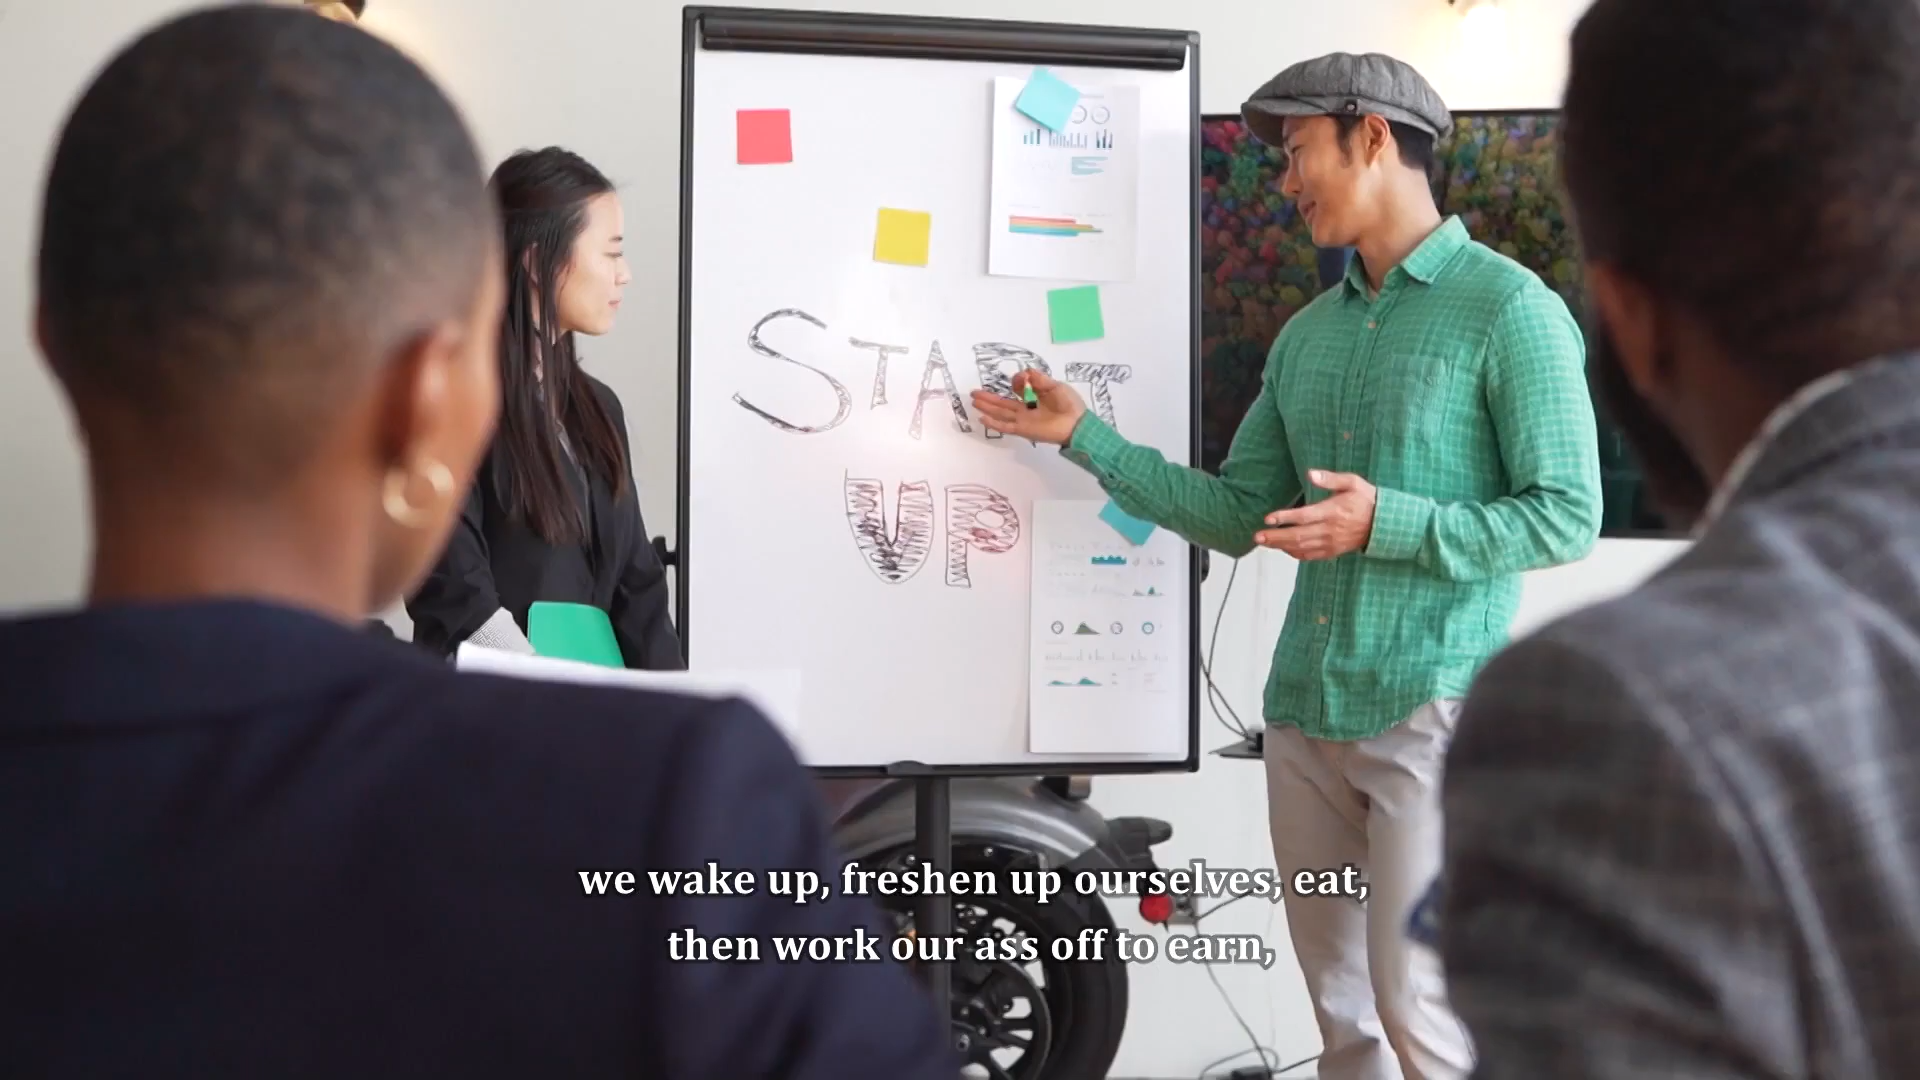 START
UP
we wake up, freshen up ourselves, eat,
then work our ass off to earn,